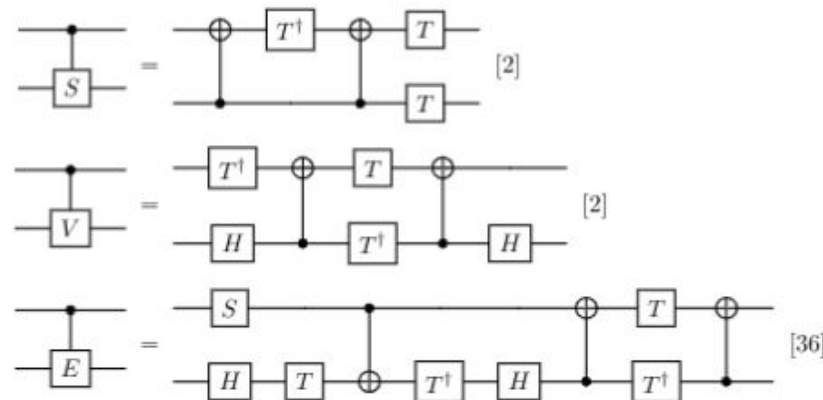 T† T
S = T [2]
T† T
V = H T† H [2]
S T
E = H T T† H T† [36]